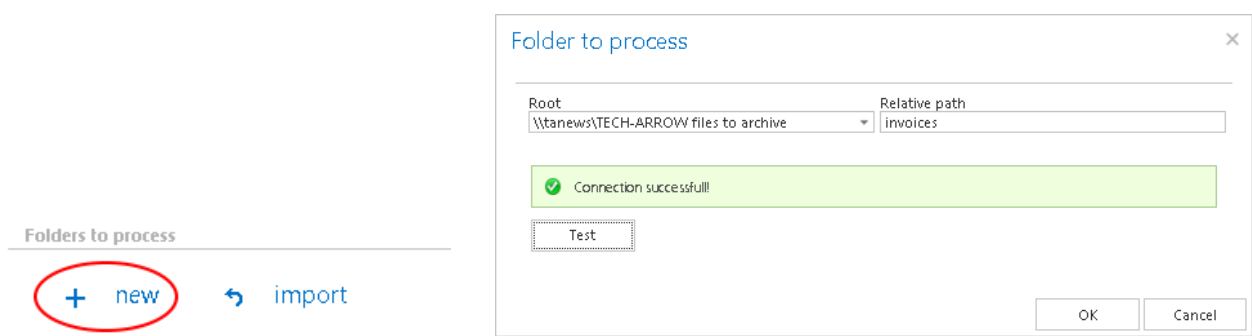 Folders to process
+ new import
Folder to process
Root Relative path
\\tanews\TECH-ARROW files to archive invoices
Connection successfull!
Test
OK Cancel